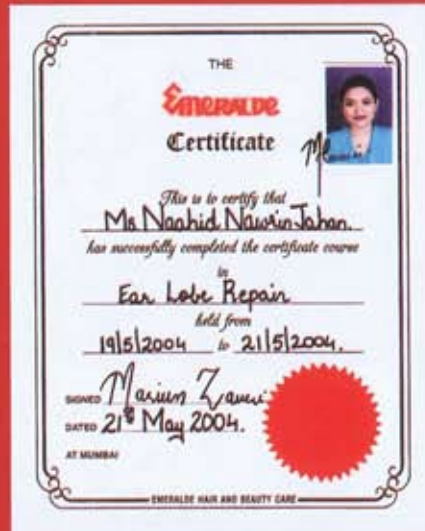 THE
EMERALDE
Certificate
This is to certify that
Ms Naahid Nawrin Jahan.
has successfully completed the certificate course
in
Ear Lobe Repair
held from
19/5/2004 to 21/5/2004.
SIGNED
DATED 21st May 2004.
AT MUMBAI
EMERALDE HAIR AND BEAUTY CARE